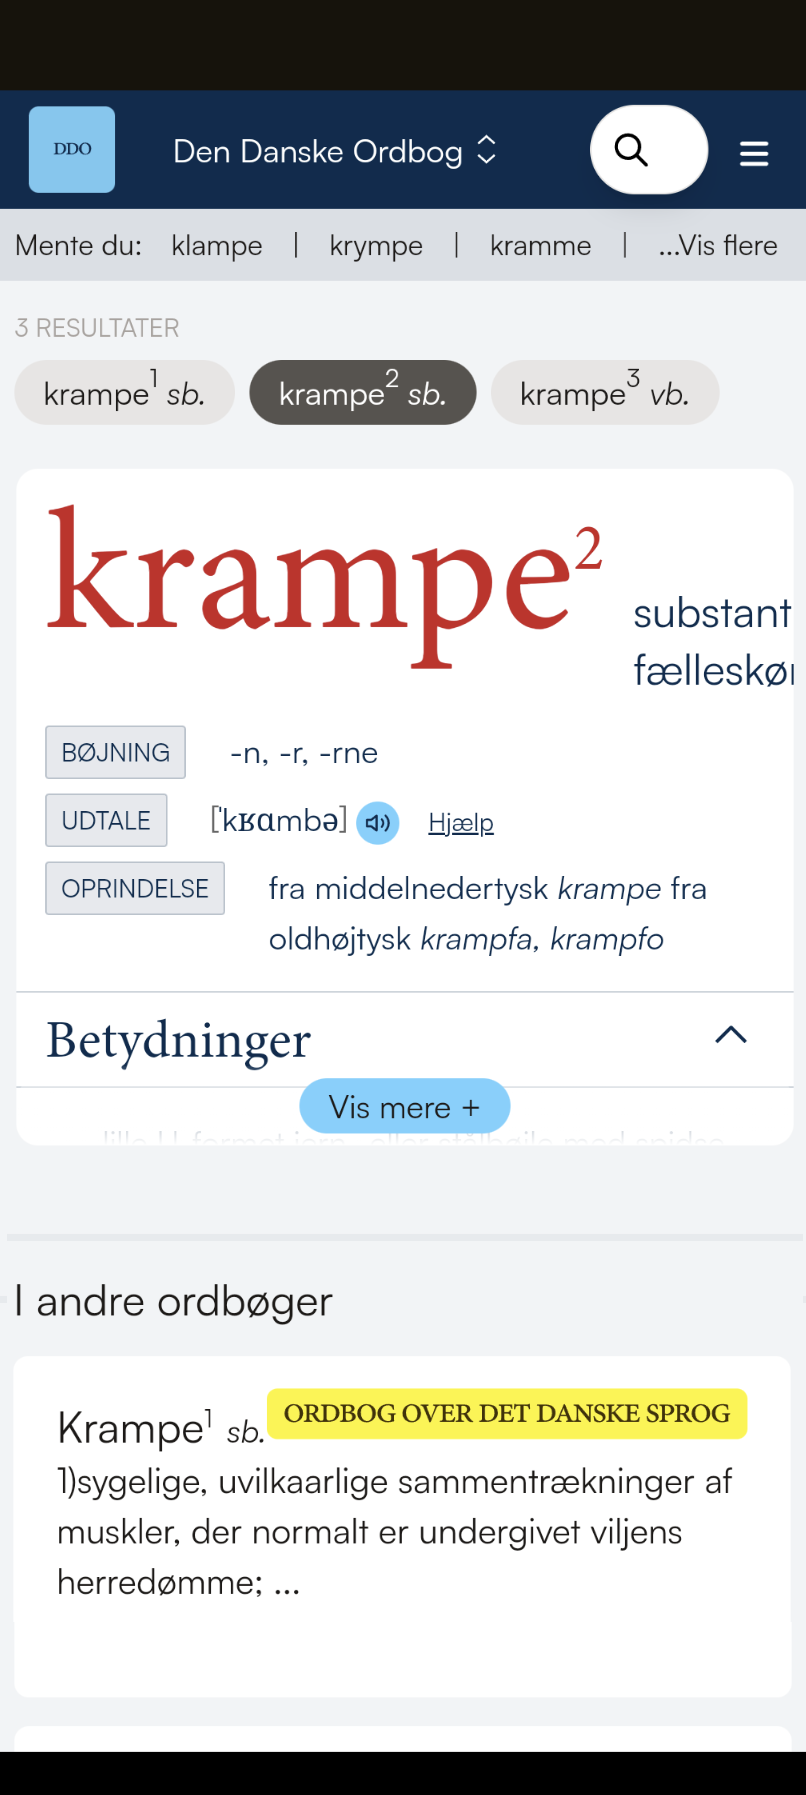 DDO
Den Danske Ordbog
Mente du: klampe | krympe | kramme | ...Vis flere
3 RESULTATER
krampe1 sb. krampe2 sb. krampe3 vb.
krampe2 substant
fælleskø
BØJNING -n, -r, -rne
UDTALE [ˈkʁɑmbə] Hjælp
OPRINDELSE fra middelnedertysk krampe fra
oldhøjtysk krampfa, krampfo
Betydninger
Vis mere +
I andre ordbøger
Krampe1 sb. ORDBOG OVER DET DANSKE SPROG
1)sygelige, uvilkaarlige sammentrækninger af
muskler, der normalt er undergivet viljens
herredømme; ...